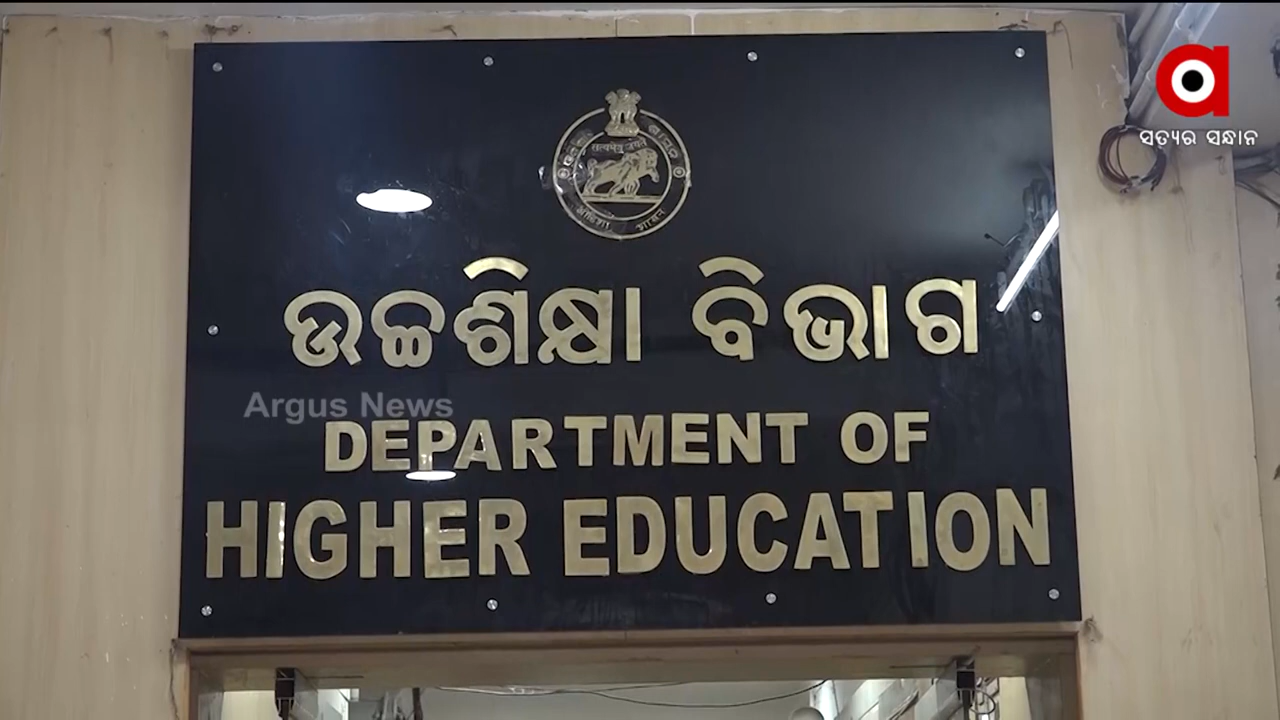 ସତ୍ୟର ସନ୍ଧାନ
ଉଚ୍ଚଶିକ୍ଷା ବିଭାଗ
Argus News
DEPARTMENT OF
HIGHER EDUCATION